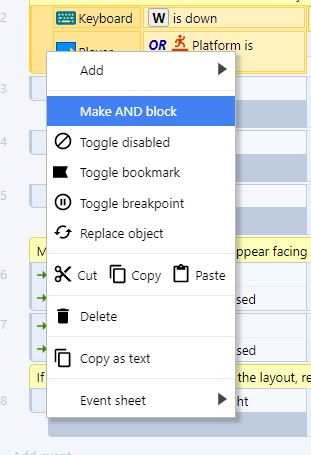 2 Keyboard W is down
Player OR Platform is
Add
3
Make AND block
Toggle disabled
4
Toggle bookmark
5
Toggle breakpoint
Replace object
appear facing
6
Cut Copy Paste
sed
7
Delete
sed
Copy as text
If the layout, re
8
Event sheet ht
Add event